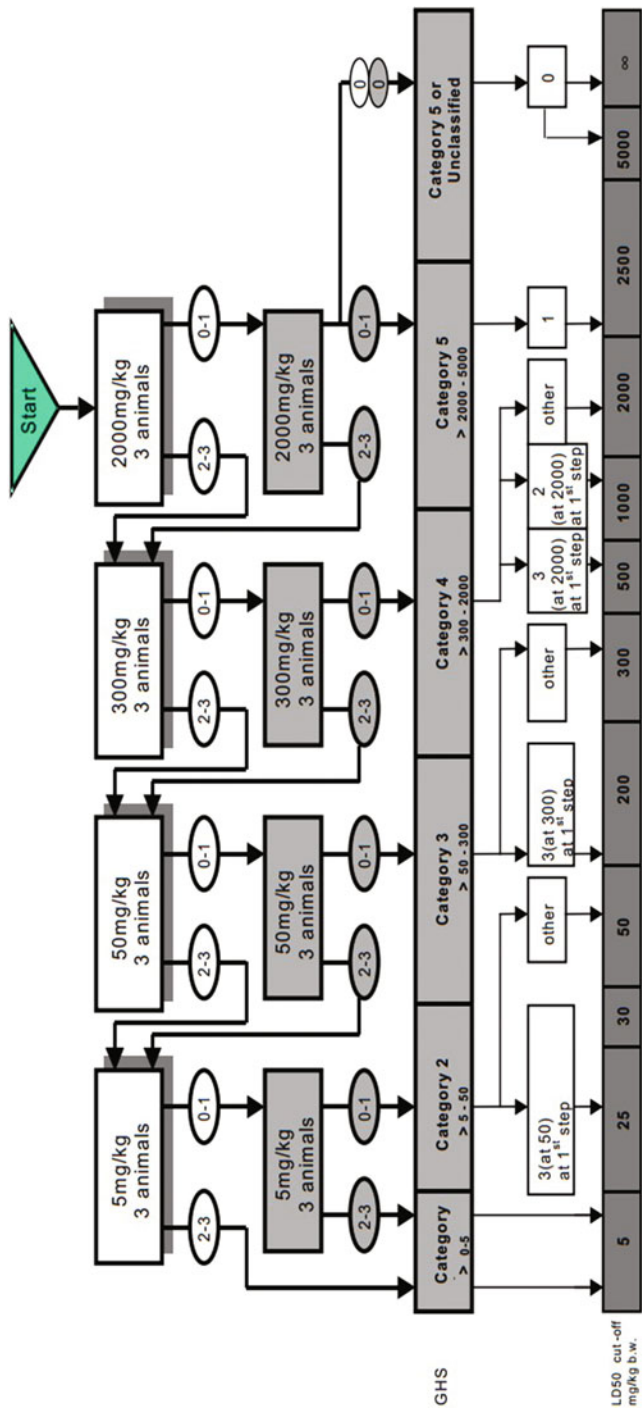 Start
5mg/kg
3 animals
50mg/kg
3 animals
300mg/kg
3 animals
2000mg/kg
3 animals
2-3
0-1
2-3
0-1
2-3
0-1
2-3
0-1
5mg/kg
3 animals
50mg/kg
3 animals
300mg/kg
3 animals
2000mg/kg
3 animals
2-3
0-1
2-3
0-1
2-3
0-1
2-3
0-1
0
0
GHS
Category
> 0-5
Category 2
> 5 - 50
Category 3
> 50 - 300
Category 4
> 300 - 2000
Category 5
> 2000 - 5000
Category 5 or
Unclassified
3(at 50)
at 1st step
other
3(at 300)
at 1st step
other
3
(at 2000)
at 1st step
2
(at 2000)
at 1st step
other
1
0
LD50 cut-off
mg/kg b.w.
5
25
30
50
200
300
500
1000
2000
2500
5000
∞